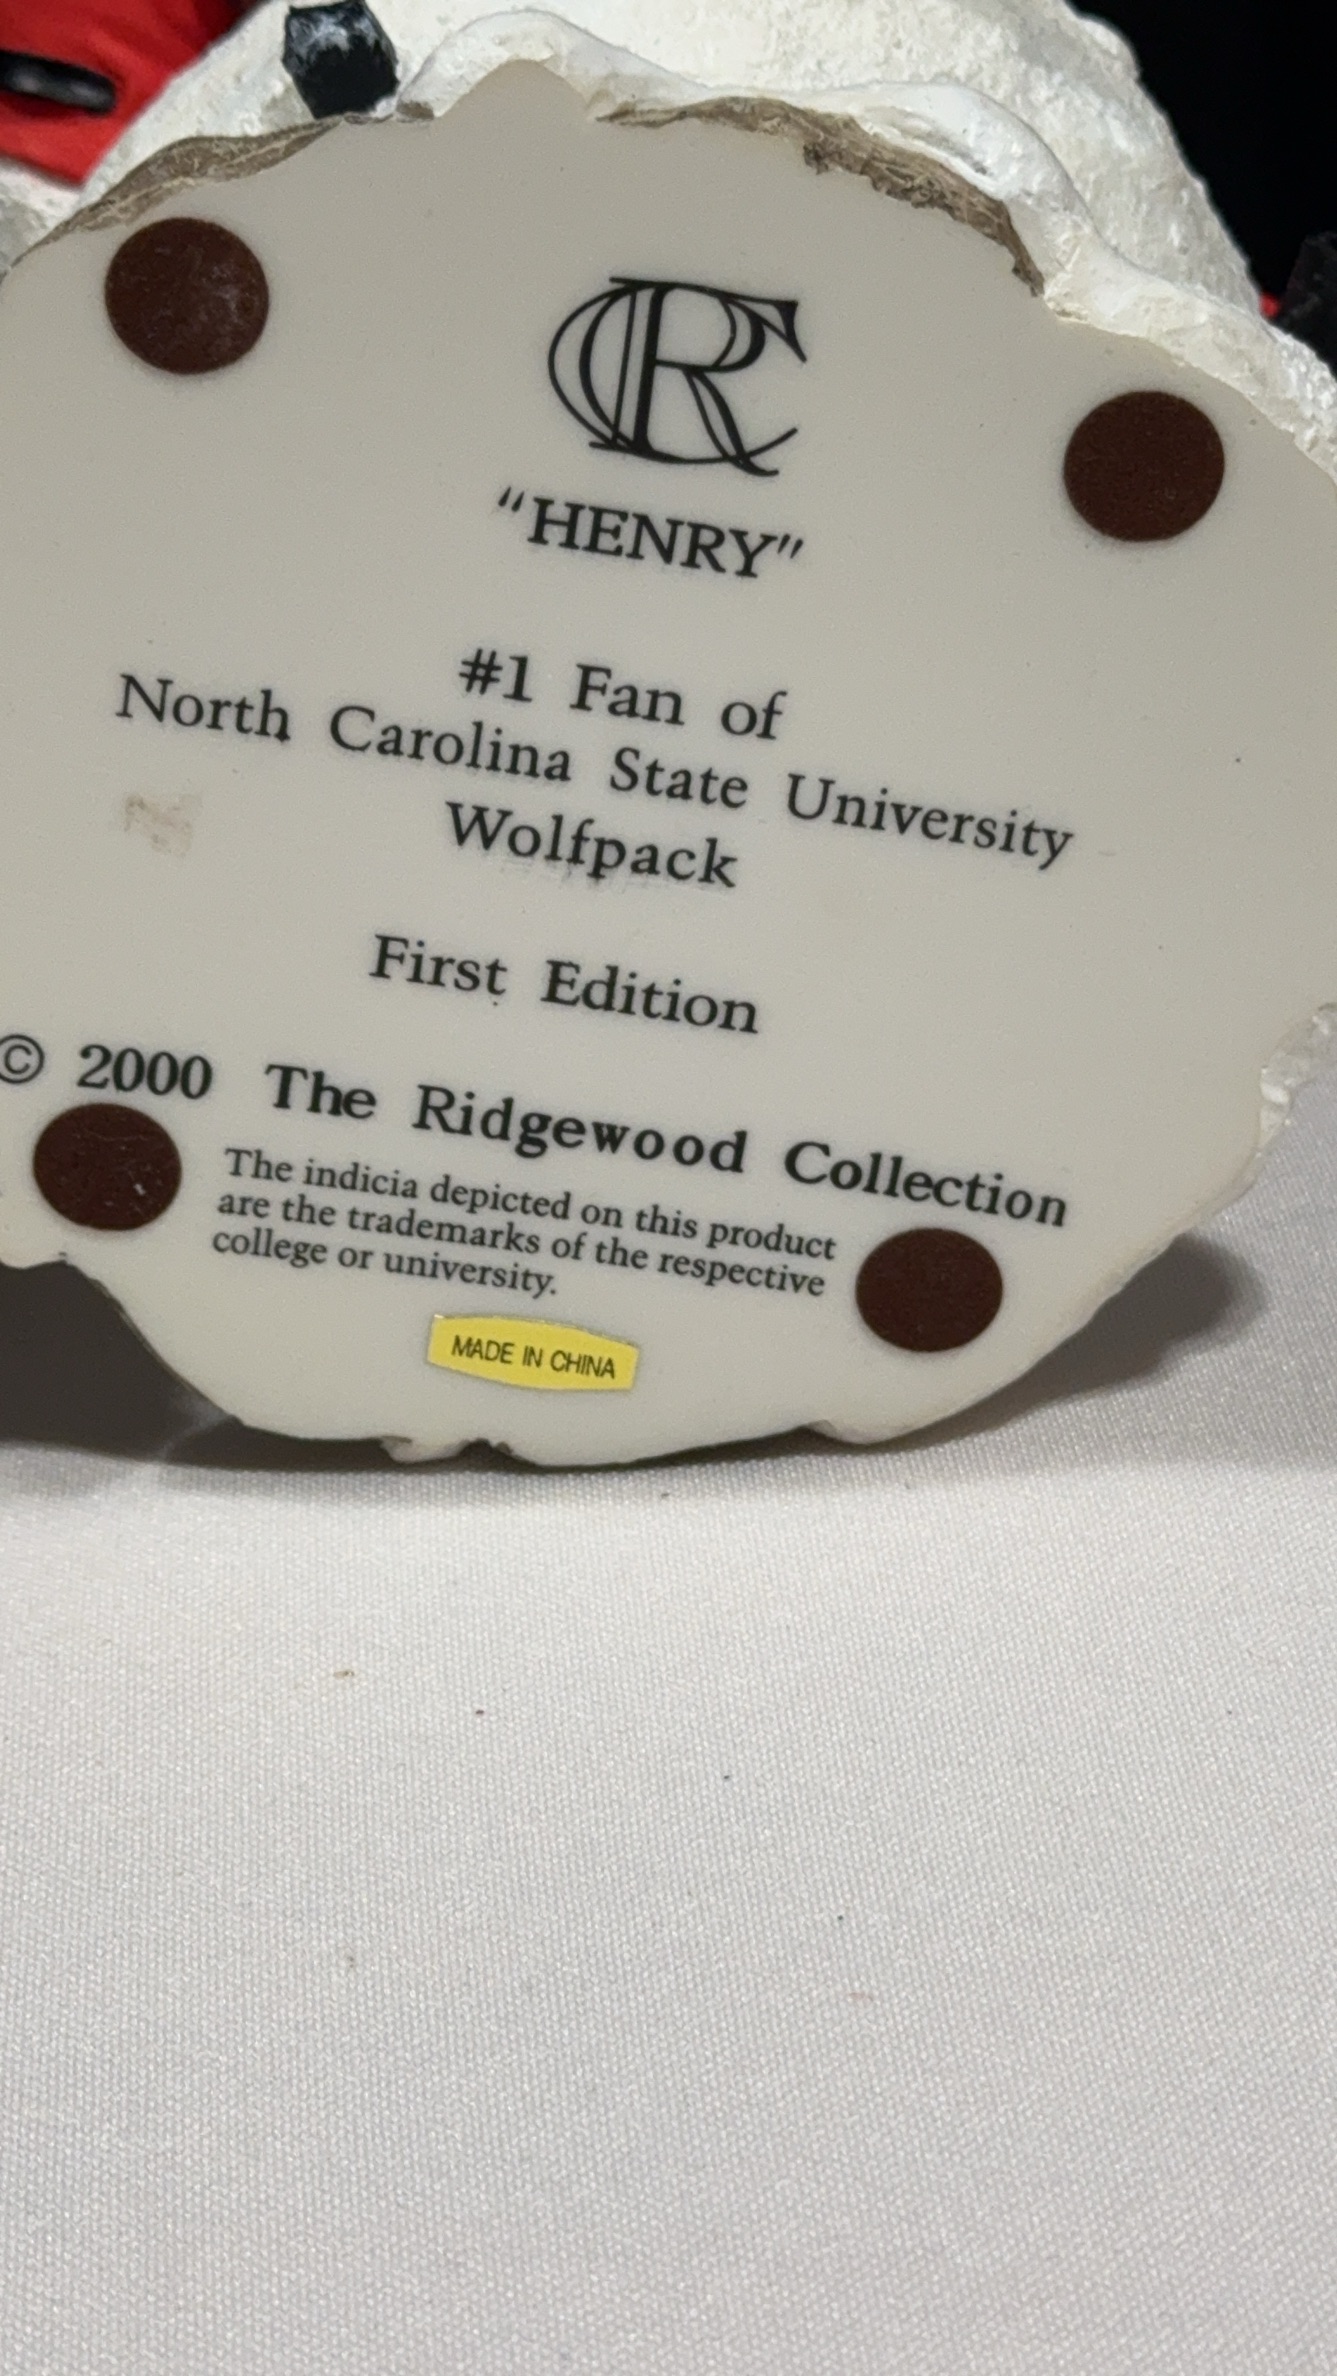 RC
"HENRY"
#1 Fan of
North Carolina State University
Wolfpack
First Edition
© 2000 The Ridgewood Collection
The indicia depicted on this product
are the trademarks of the respective
college or university.
MADE IN CHINA